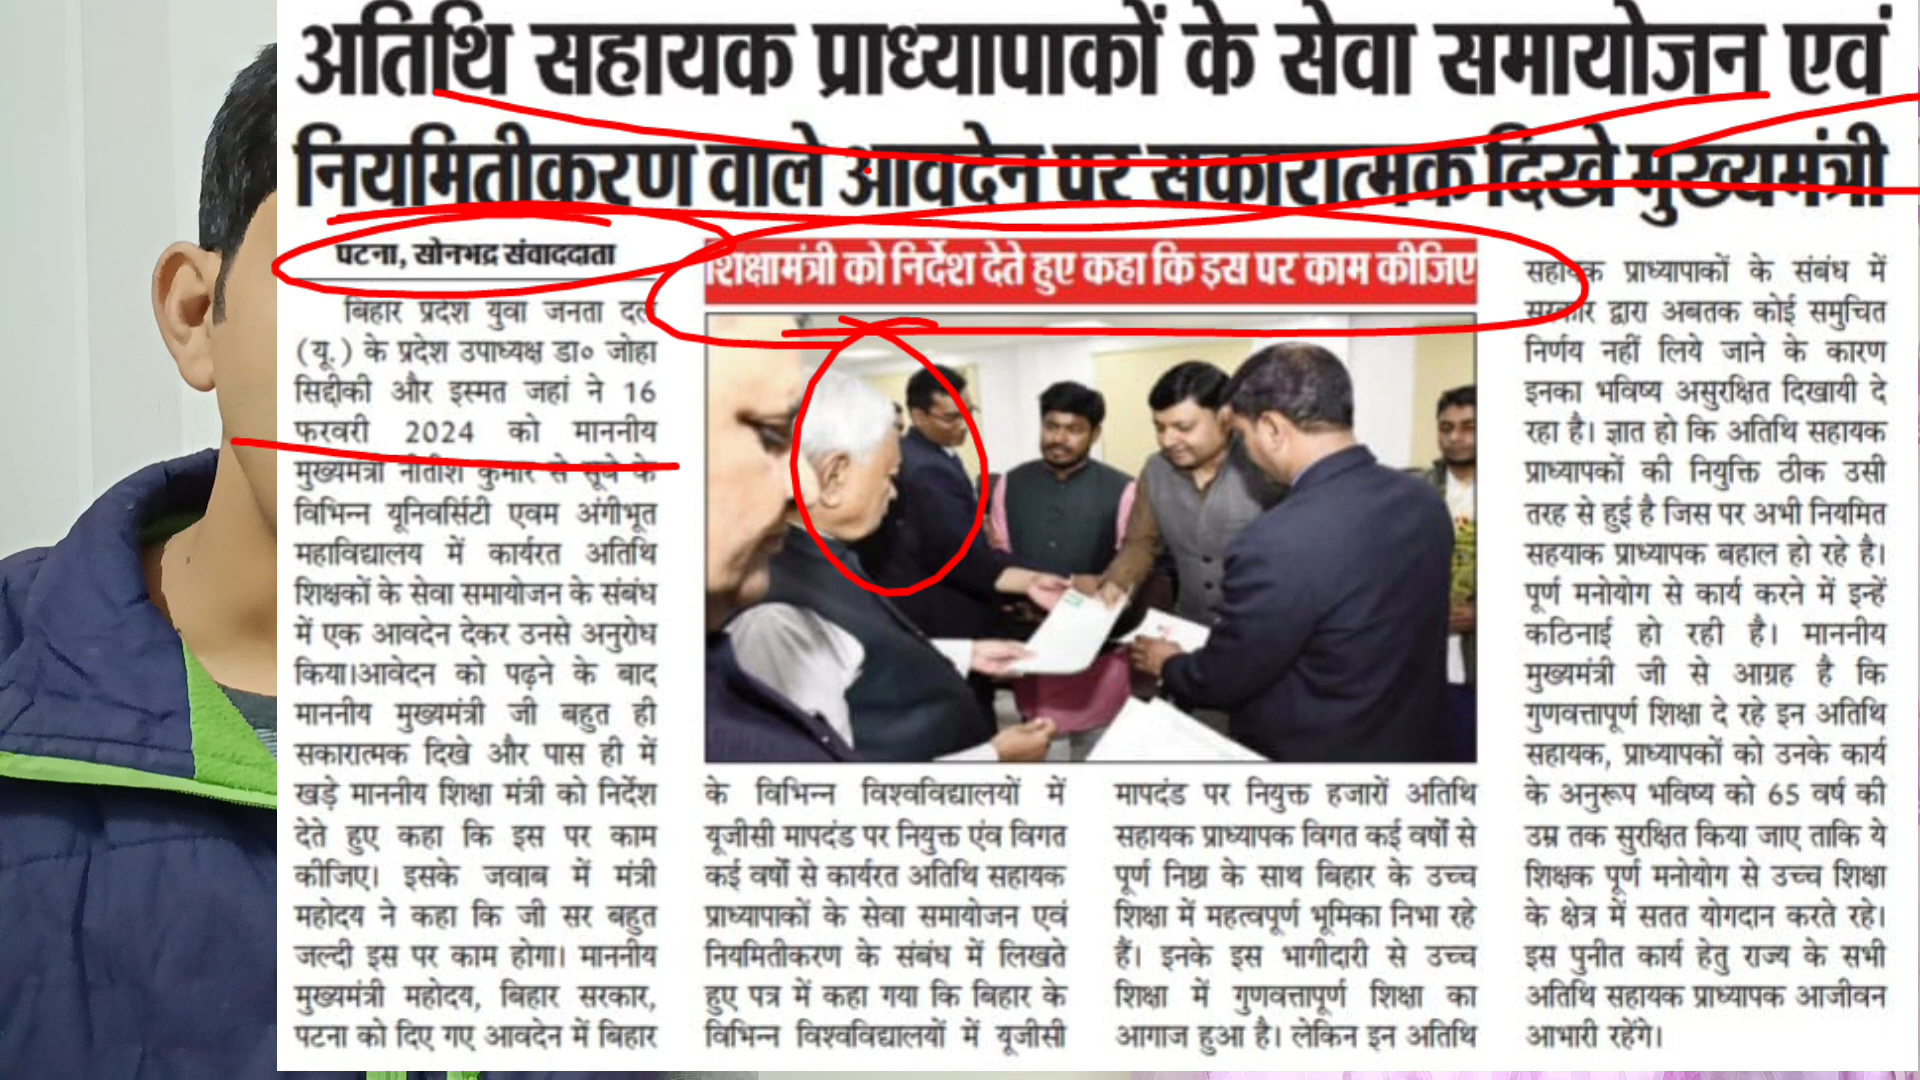 अतिथि सहायक प्राध्यापाकों के सेवा समायोजन एवं
नियमितीकरण वाले आवदेन पर सकारात्मक दिखे मुख्यमंत्री
पटना, सोनभद्र संवाददाता
बिहार प्रदेश युवा जनता दल
(यू.) के प्रदेश उपाध्यक्ष डा० जोहा
सिद्दीकी और इस्मत जहां ने 16
फरवरी 2024 को माननीय
मुख्यमंत्री नीतीश कुमार से सूबे के
विभिन्न यूनिवर्सिटी एवम अंगीभूत
महाविद्यालय में कार्यरत अतिथि
शिक्षकों के सेवा समायोजन के संबंध
में एक आवदेन देकर उनसे अनुरोध
किया।आवेदन को पढ़ने के बाद
माननीय मुख्यमंत्री जी बहुत ही
सकारात्मक दिखे और पास ही में
खड़े माननीय शिक्षा मंत्री को निर्देश
देते हुए कहा कि इस पर काम
कीजिए। इसके जवाब में मंत्री
महोदय ने कहा कि जी सर बहुत
जल्दी इस पर काम होगा। माननीय
मुख्यमंत्री महोदय, बिहार सरकार,
पटना को दिए गए आवदेन में बिहार
शिक्षामंत्री को निर्देश देते हुए कहा कि इस पर काम कीजिए
के विभिन्न विश्वविद्यालयों में
यूजीसी मापदंड पर नियुक्त एंव विगत
कई वर्षों से कार्यरत अतिथि सहायक
प्राध्यापाकों के सेवा समायोजन एवं
नियमितीकरण के संबंध में लिखते
हुए पत्र में कहा गया कि बिहार के
विभिन्न विश्वविद्यालयों में यूजीसी
मापदंड पर नियुक्त हजारों अतिथि
सहायक प्राध्यापक विगत कई वर्षों से
पूर्ण निष्ठा के साथ बिहार के उच्च
शिक्षा में महत्वपूर्ण भूमिका निभा रहे
हैं। इनके इस भागीदारी से उच्च
शिक्षा में गुणवत्तापूर्ण शिक्षा का
आगाज हुआ है। लेकिन इन अतिथि
सहायक प्राध्यापाकों के संबंध में
सरकार द्वारा अबतक कोई समुचित
निर्णय नहीं लिये जाने के कारण
इनका भविष्य असुरक्षित दिखायी दे
रहा है। ज्ञात हो कि अतिथि सहायक
प्राध्यापकों की नियुक्ति ठीक उसी
तरह से हुई है जिस पर अभी नियमित
सहयाक प्राध्यापक बहाल हो रहे है।
पूर्ण मनोयोग से कार्य करने में इन्हें
कठिनाई हो रही है। माननीय
मुख्यमंत्री जी से आग्रह है कि
गुणवत्तापूर्ण शिक्षा दे रहे इन अतिथि
सहायक, प्राध्यापकों को उनके कार्य
के अनुरूप भविष्य को 65 वर्ष की
उम्र तक सुरक्षित किया जाए ताकि ये
शिक्षक पूर्ण मनोयोग से उच्च शिक्षा
के क्षेत्र में सतत योगदान करते रहे।
इस पुनीत कार्य हेतु राज्य के सभी
अतिथि सहायक प्राध्यापक आजीवन
आभारी रहेंगे।